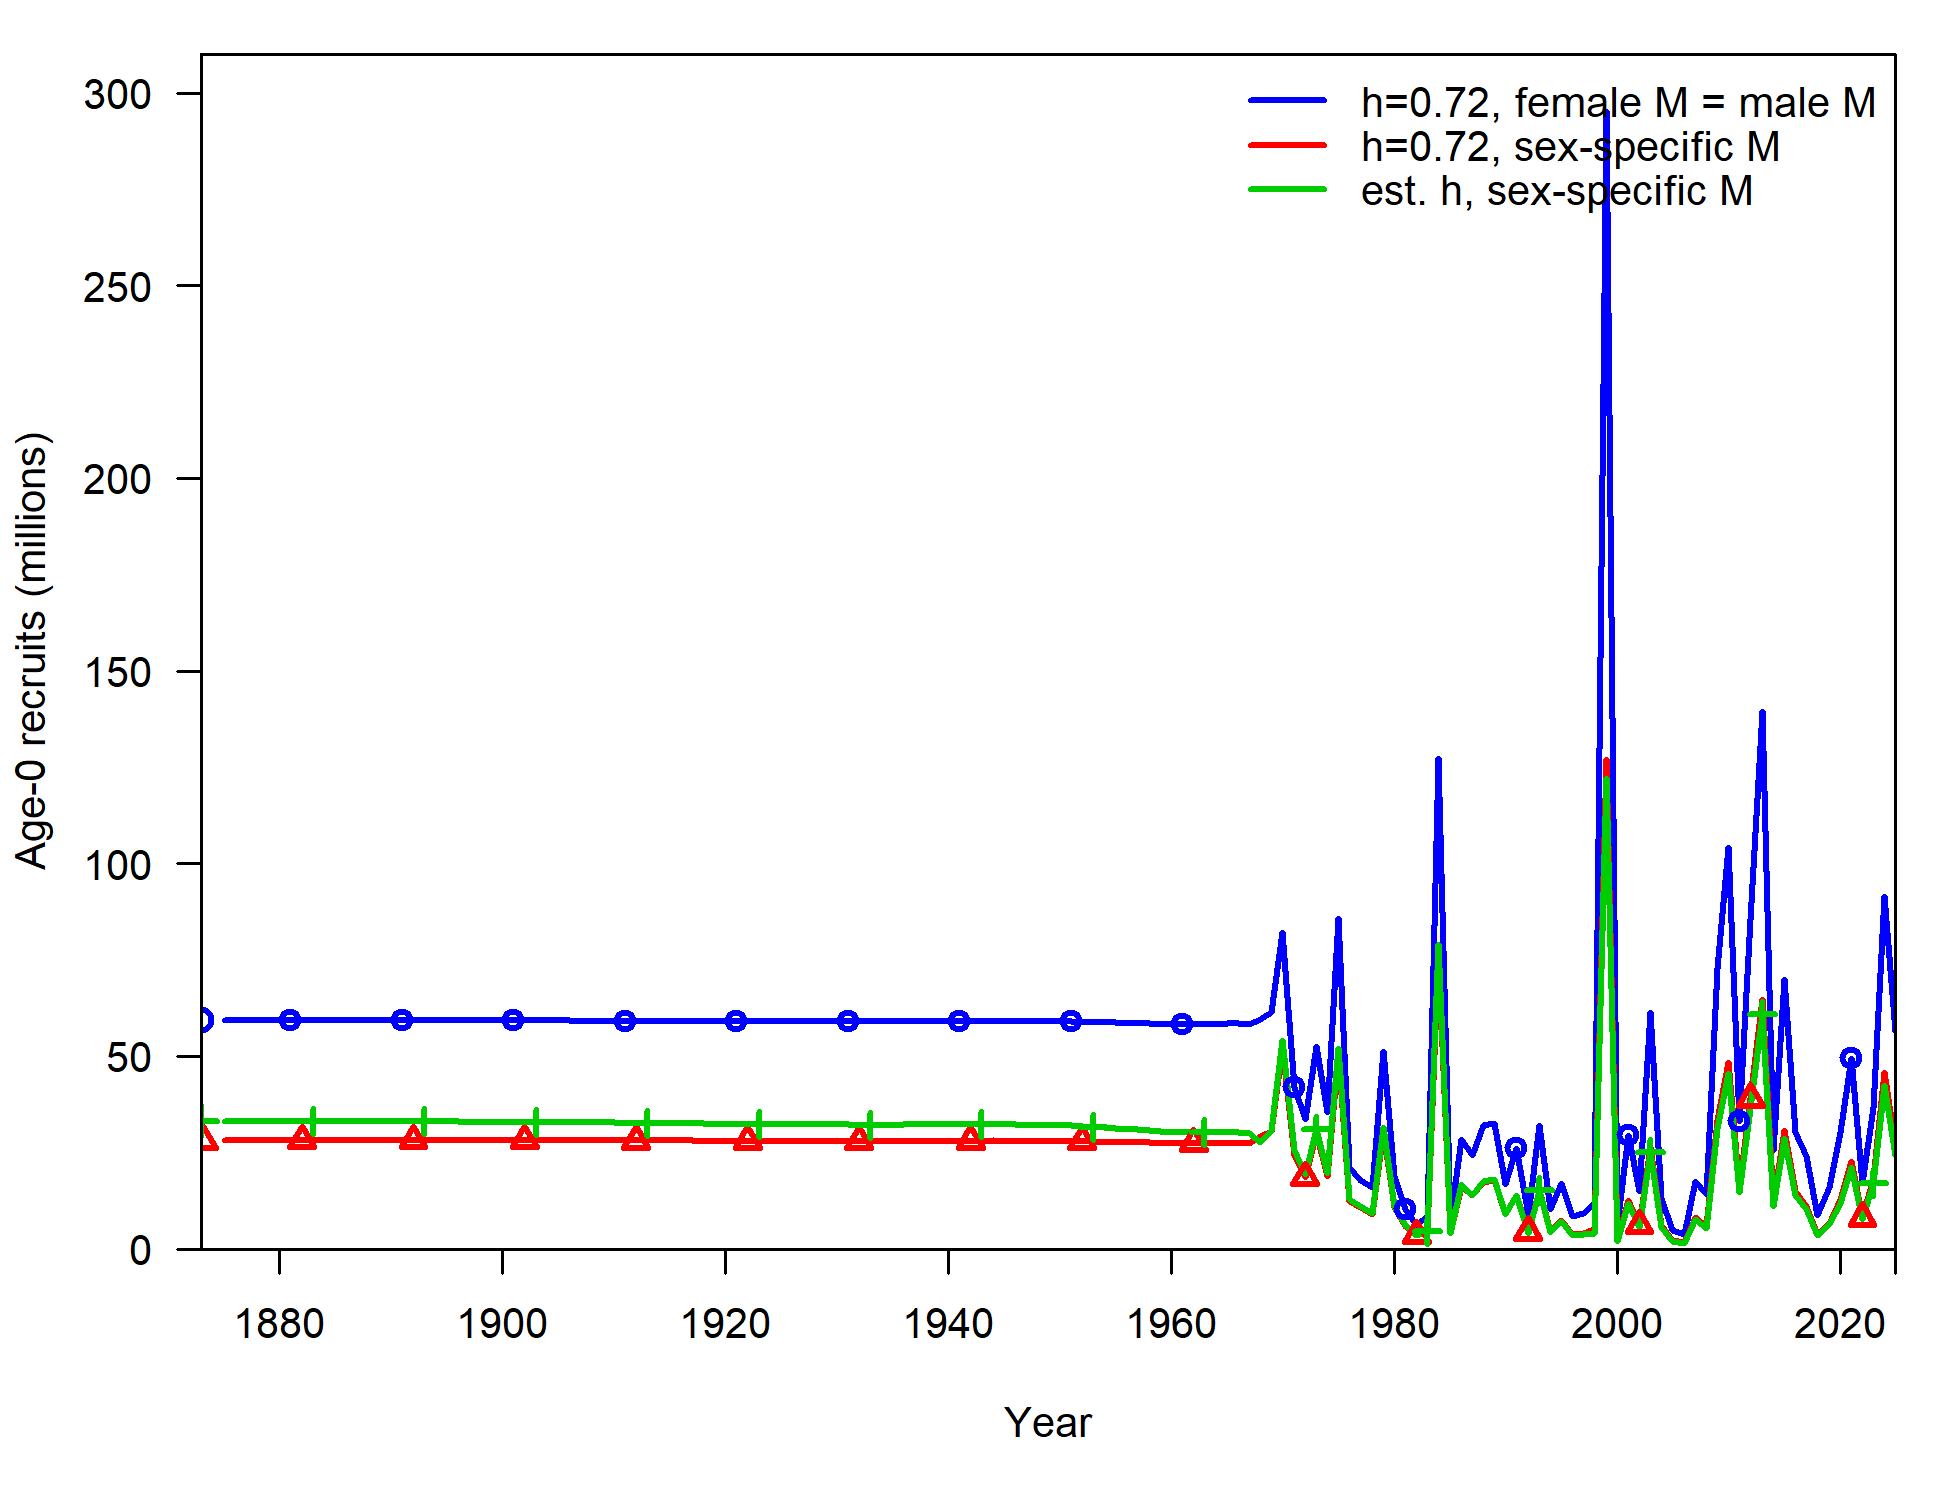 h=0.72, female M = male M
h=0.72, sex-specific M
est. h, sex-specific M
Age-0 recruits (millions)
300
250
200
150
100
50
0
1880 1900 1920 1940 1960 1980 2000 2020
Year